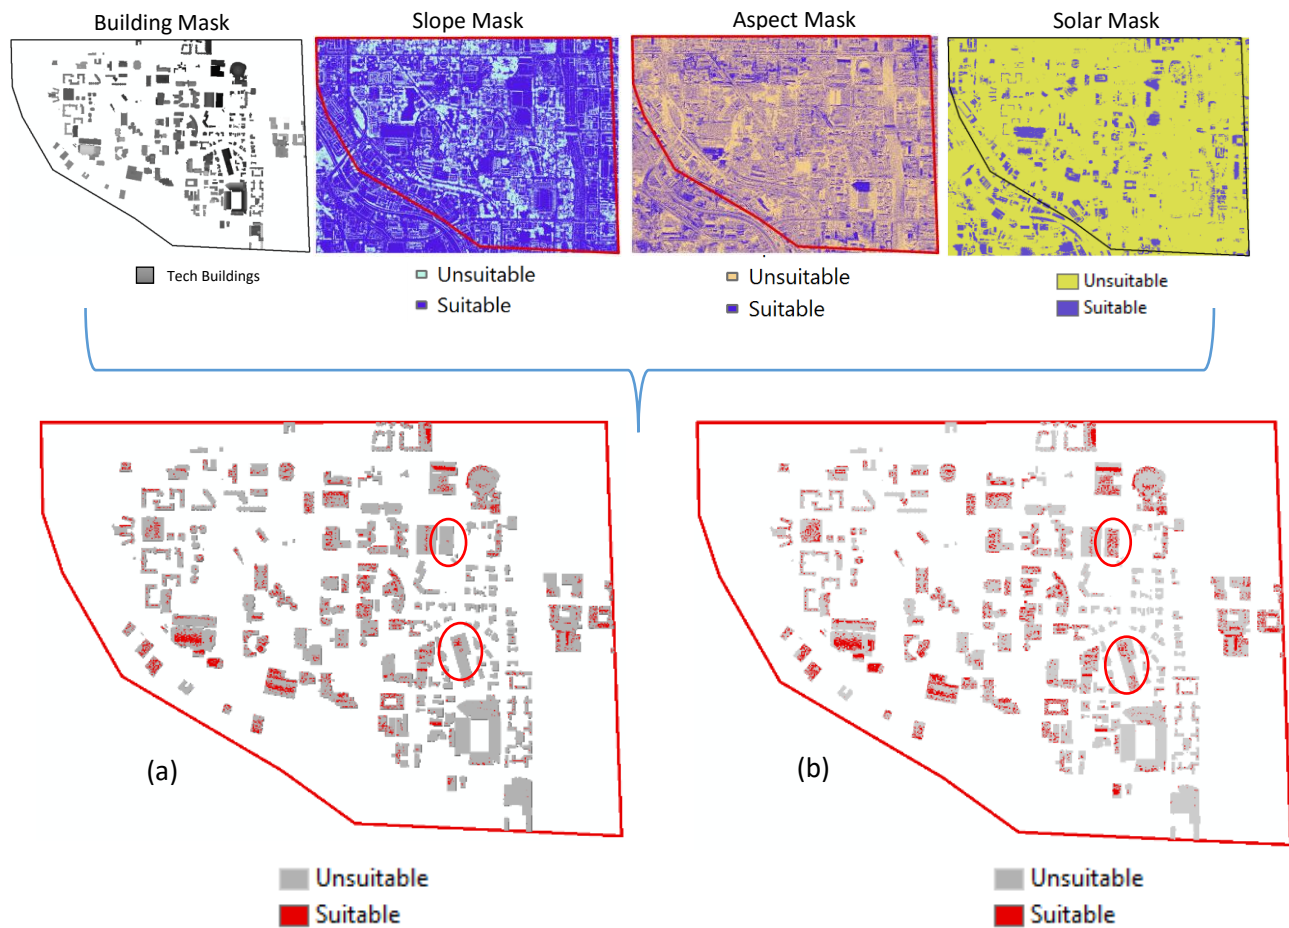 Building Mask
Slope Mask
Aspect Mask
Solar Mask
Tech Buildings
Unsuitable
Suitable
Unsuitable
Suitable
Unsuitable
Suitable
(a)
(b)
Unsuitable
Suitable
Unsuitable
Suitable